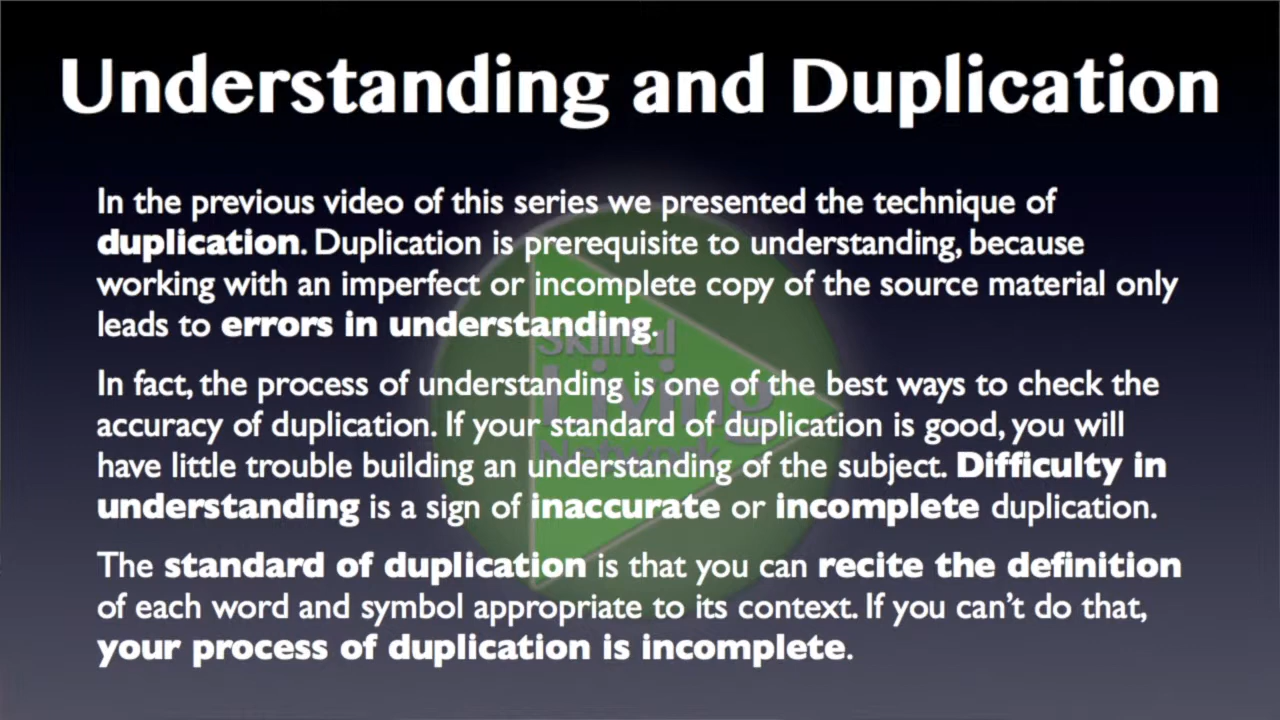 Understanding and Duplication
In the previous video of this series we presented the technique of
duplication. Duplication is prerequisite to understanding, because
working with an imperfect or incomplete copy of the source material only
leads to errors in understanding.
In fact, the process of understanding is one of the best ways to check the
accuracy of duplication. If your standard of duplication is good, you will
have little trouble building an understanding of the subject. Difficulty in
understanding is a sign of inaccurate or incomplete duplication.
The standard of duplication is that you can recite the definition
of each word and symbol appropriate to its context. If you can't do that,
your process of duplication is incomplete.
Skillful
Living
Network